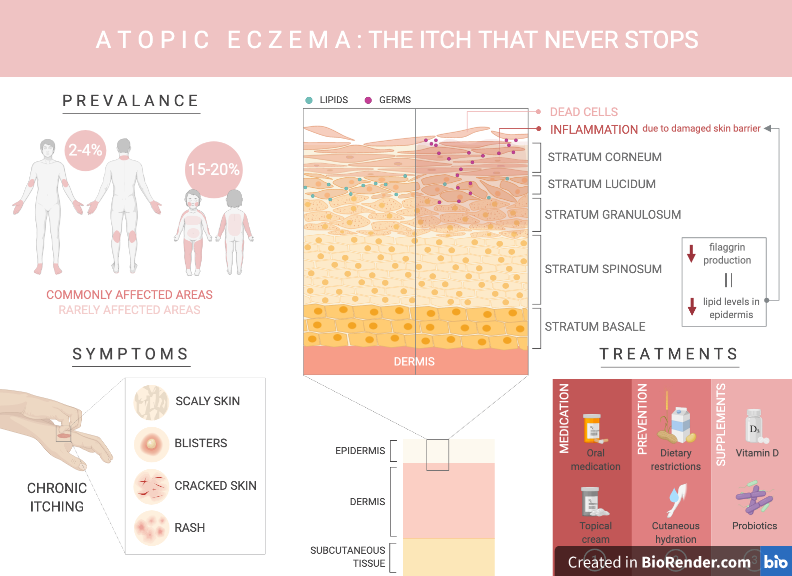 ATOPIC ECZEMA: THE ITCH THAT NEVER STOPS
PREVALANCE
2-4%
15-20%
COMMONLY AFFECTED AREAS
RARELY AFFECTED AREAS
LIPIDS
GERMS
DEAD CELLS
INFLAMMATION due to damaged skin barrier
STRATUM CORNEUM
STRATUM LUCIDUM
STRATUM GRANULOSUM
STRATUM SPINOSUM
STRATUM BASALE
DERMIS
filaggrin
production
lipid levels in
epidermis
SYMPTOMS
SCALY SKIN
BLISTERS
CRACKED SKIN
RASH
CHRONIC
ITCHING
EPIDERMIS
DERMIS
SUBCUTANEOUS
TISSUE
TREATMENTS
MEDICATION
Oral
medication
Topical
cream
PREVENTION
Dietary
restrictions
Cutaneous
hydration
SUPPLEMENTS
D3
Vitamin D
Probiotics
Created in BioRender.com bio